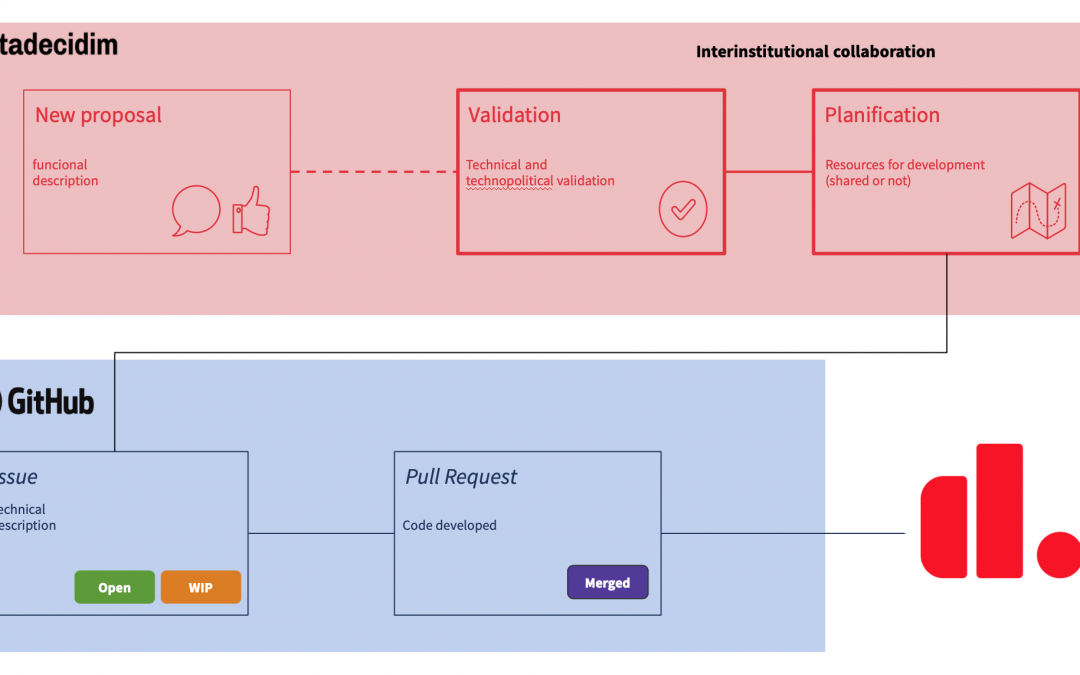 tadecidim
Interinstitutional collaboration
New proposal
funcional
description
Validation
Technical and
technopolitical validation
Planification
Resources for development
(shared or not)
GitHub
ssue
echnical
escription
Open
WIP
Pull Request
Code developed
Merged